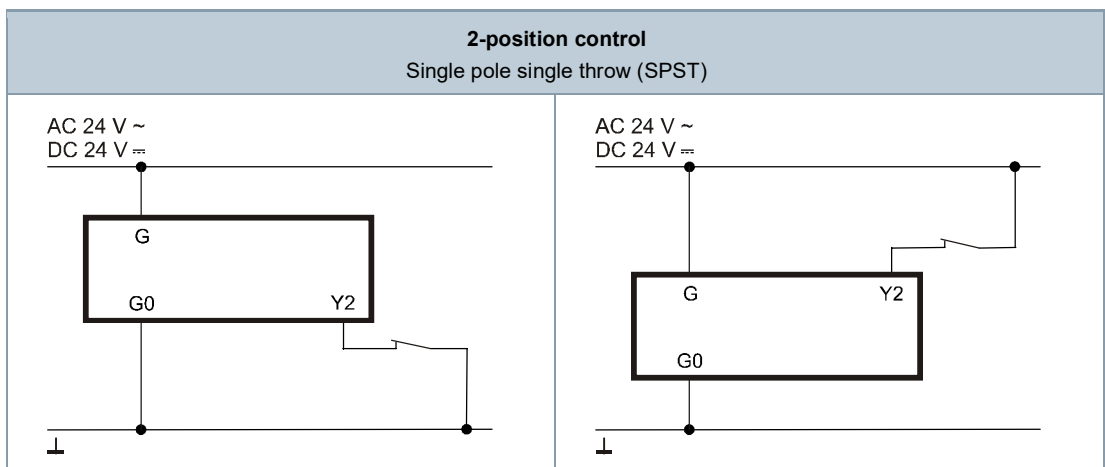 2-position control
Single pole single throw (SPST)
AC 24 V ~
DC 24 V ⎓
G
G0 Y2
AC 24 V ~
DC 24 V ⎓
G Y2
G0